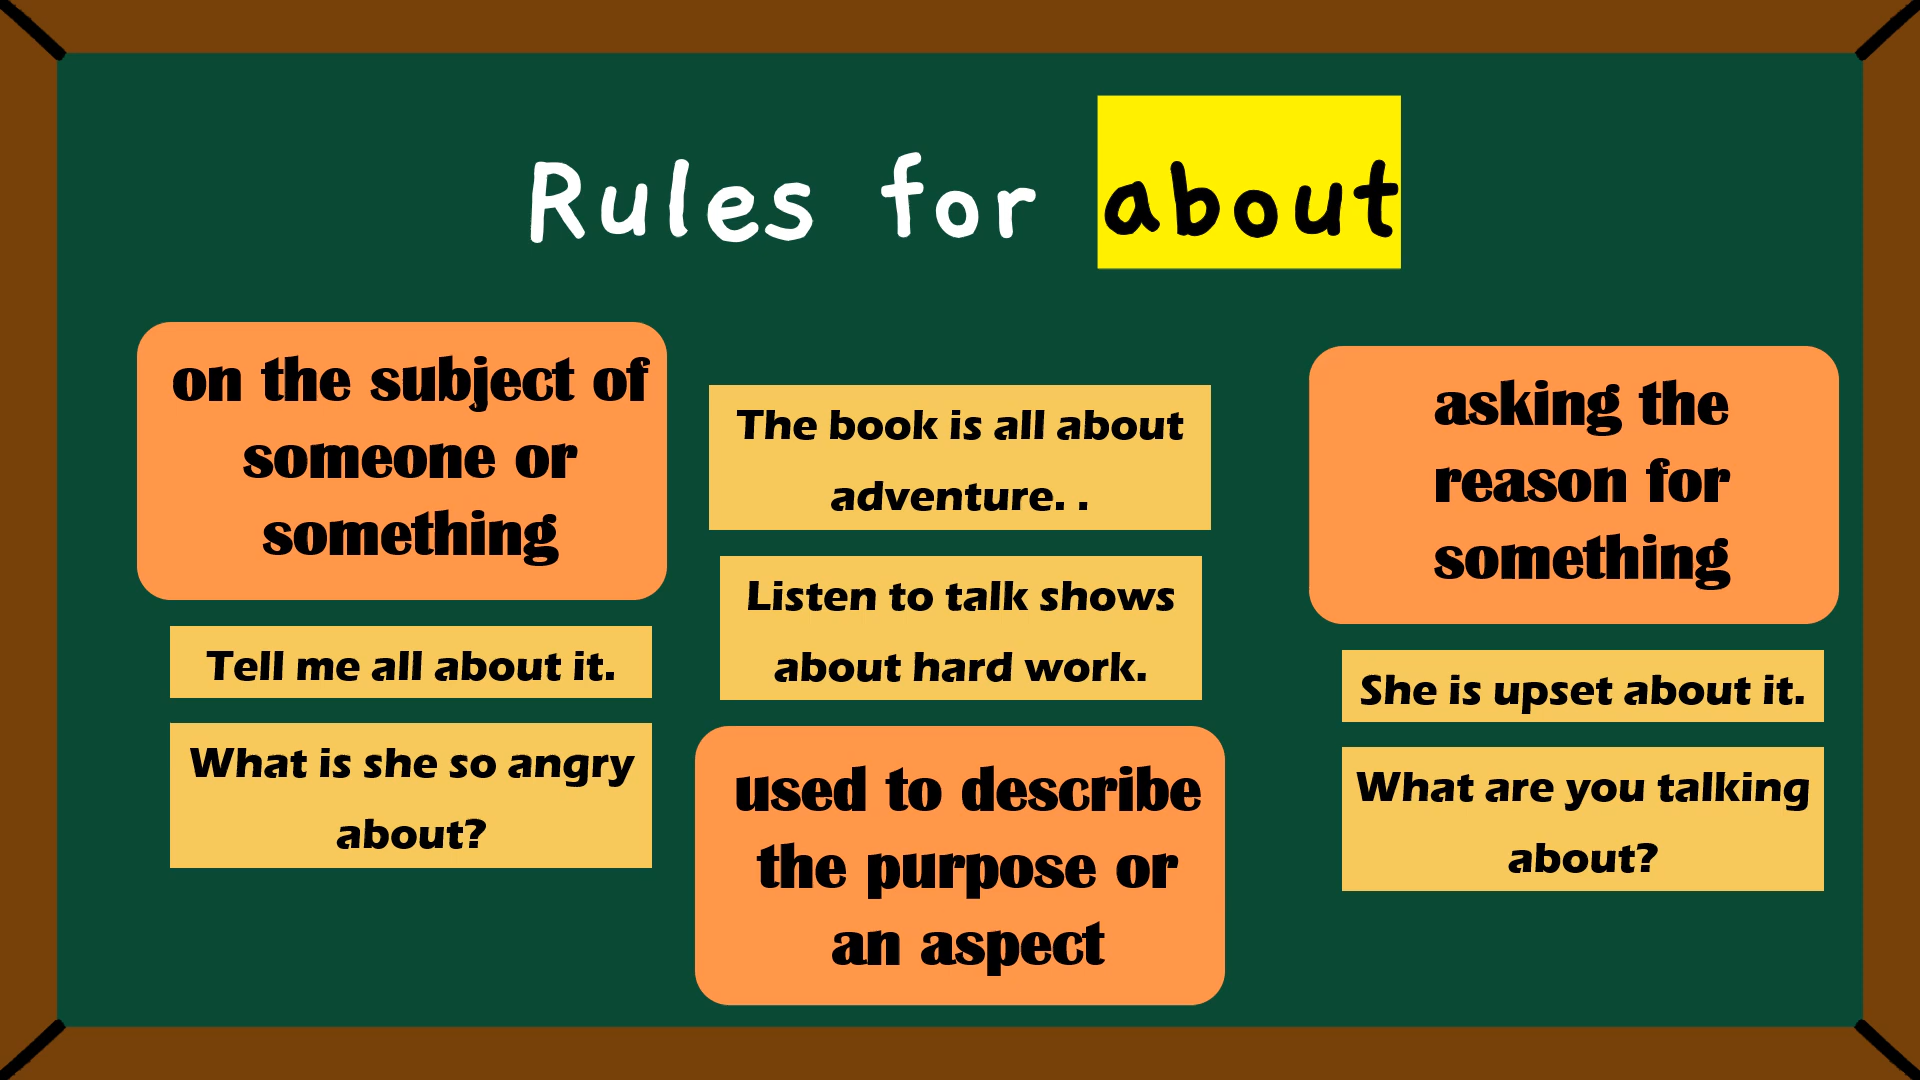 Rules for about
on the subject of
someone or
something
Tell me all about it.
What is she so angry
about?
The book is all about
adventure. .
Listen to talk shows
about hard work.
used to describe
the purpose or
an aspect
asking the
reason for
something
She is upset about it.
What are you talking
about?